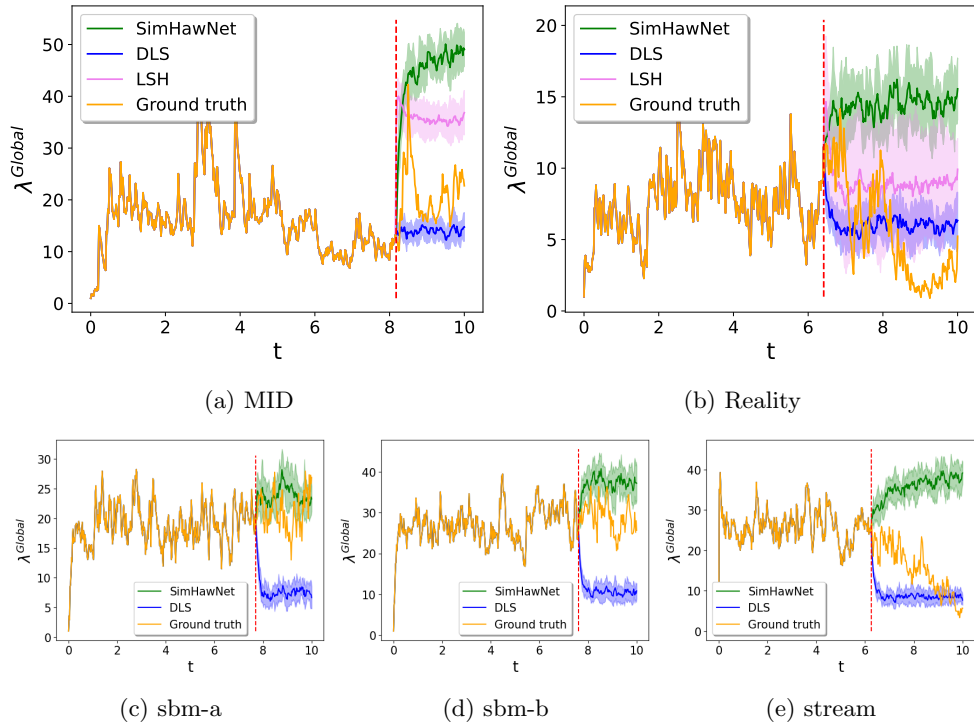 SimHawNet
DLS
LSH
Ground truth
λ^Global
50
40
30
20
10
0
0 2 4 6 8 10
t
(a) MID
SimHawNet
DLS
LSH
Ground truth
λ^Global
20
15
10
5
0
0 2 4 6 8 10
t
(b) Reality
λ^Global
30
25
20
15
10
5
0
SimHawNet
DLS
Ground truth
0 2 4 6 8 10
t
(c) sbm-a
λ^Global
40
30
20
10
0
SimHawNet
DLS
Ground truth
0 2 4 6 8 10
t
(d) sbm-b
λ^Global
40
30
20
10
0
SimHawNet
DLS
Ground truth
0 2 4 6 8 10
t
(e) stream